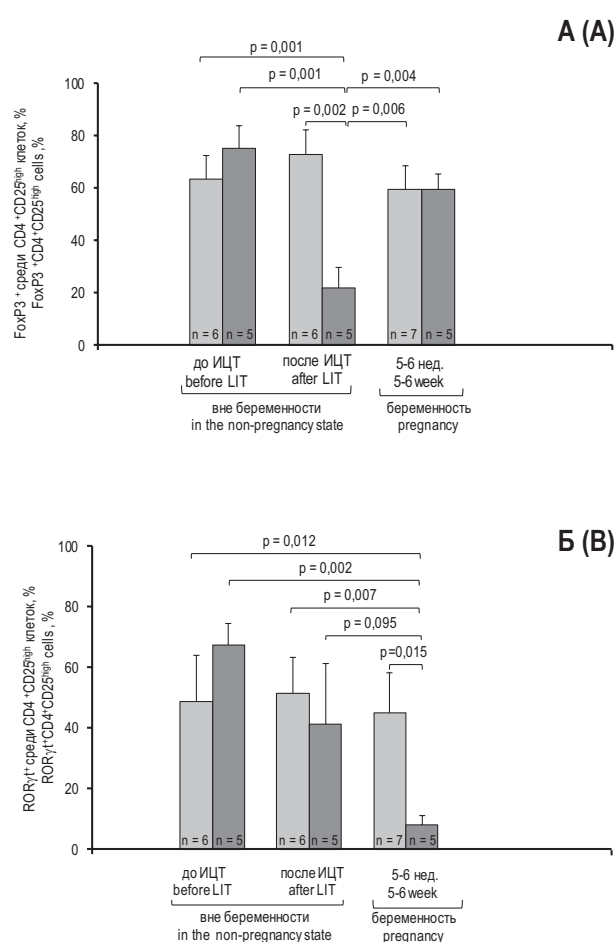 А (A)
p = 0,001
p = 0,001
p = 0,004
p = 0,002
p = 0,006
FoxP3 + среди CD4 +CD25high клеток, %
FoxP3 +CD4+CD25high cells ,%
100
80
60
40
20
0
n = 6 n = 5 n = 6 n = 5 n = 7 n = 5
до ИЦТ после ИЦТ 5-6 нед.
before LIT after LIT 5-6 week
вне беременности беременность
in the non-pregnancy state pregnancy
Б (B)
p = 0,012
p = 0,002
p = 0,007
p = 0,095
p=0,015
RORγt+ среди CD4 +CD25high клеток, %
RORγt+CD4+CD25high cells, %
100
80
60
40
20
0
n = 6 n = 5 n = 6 n = 5 n = 7 n = 5
до ИЦТ после ИЦТ 5-6 нед.
before LIT after LIT 5-6 week
вне беременности беременность
in the non-pregnancy state pregnancy